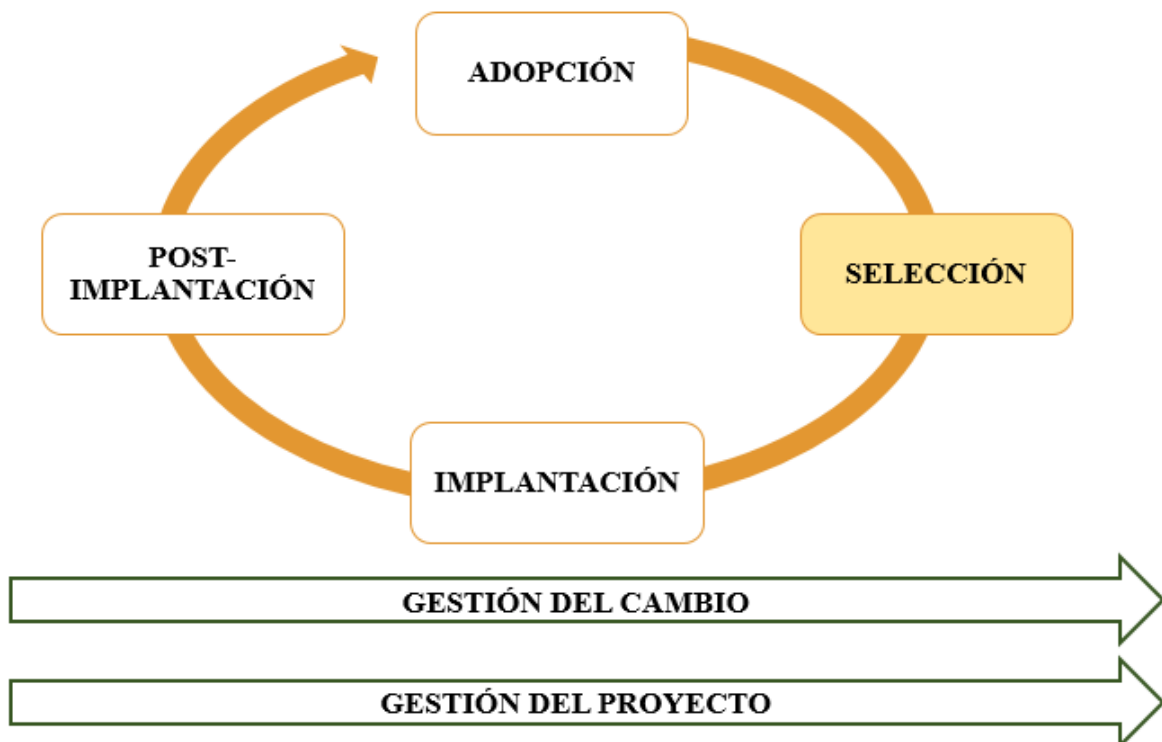 ADOPCIÓN
SELECCIÓN
POST-
IMPLANTACIÓN
IMPLANTACIÓN
GESTIÓN DEL CAMBIO
GESTIÓN DEL PROYECTO